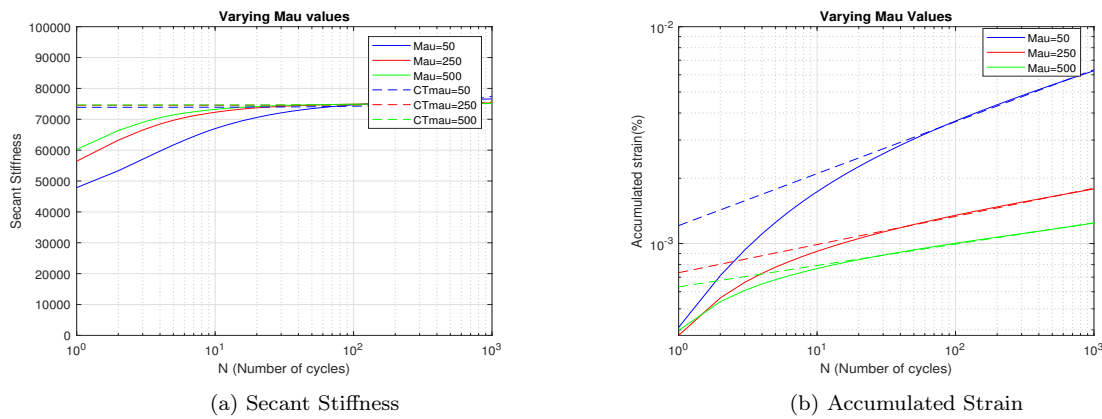 Varying Mau values
100000
90000
80000
70000
60000
50000
40000
30000
20000
10000
0
Secant Stiffness
10^0
10^1
10^2
10^3
N (Number of cycles)
Mau=50
Mau=250
Mau=500
CTmau=50
CTmau=250
CTmau=500
(a) Secant Stiffness
Varying Mau Values
10^-2
10^-3
Accumulated strain(%)
10^0
10^1
10^2
10^3
N (Number of cycles)
Mau=50
Mau=250
Mau=500
(b) Accumulated Strain